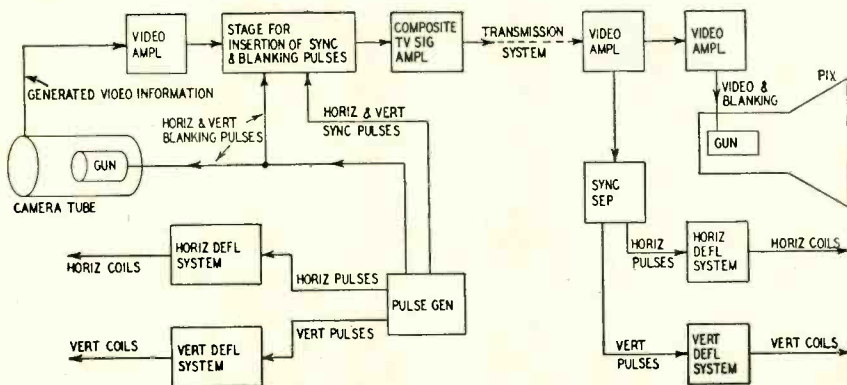 VIDEO
AMPL
STAGE FOR
INSERTION OF SYNC
& BLANKING PULSES
COMPOSITE
TV SIG
AMPL
TRANSMISSION
SYSTEM
VIDEO
AMPL
VIDEO
AMPL
GENERATED VIDEO INFORMATION
HORIZ & VERT
BLANKING PULSES
HORIZ & VERT
SYNC PULSES
VIDEO &
BLANKING
PIX
GUN
GUN
CAMERA TUBE
SYNC
SEP
HORIZ DEFL
SYSTEM
HORIZ COILS
HORIZ PULSES
PULSE GEN
HORIZ
PULSES
HORIZ
DEFL
SYSTEM
HORIZ COILS
VERT PULSES
VERT COILS
VERT DEFL
SYSTEM
VERT
PULSES
VERT
DEFL
SYSTEM
VERT COILS